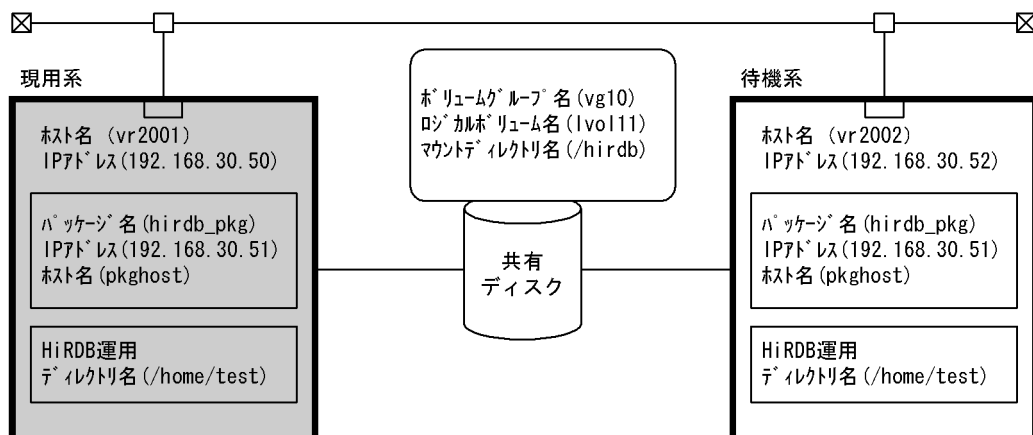 現用系
待機系
ﾎﾞﾘｭｰﾑｸﾞﾙｰﾌﾟ名(vg10)
ﾛｼﾞｶﾙﾎﾞﾘｭｰﾑ名(lvol11)
ﾏｳﾝﾄﾃﾞｨﾚｸﾄﾘ名(/hirdb)
ﾎｽﾄ名 (vr2001)
IPｱﾄﾞﾚｽ(192.168.30.50)
ﾊﾟｯｹｰｼﾞ名(hirdb_pkg)
IPｱﾄﾞﾚｽ(192.168.30.51)
ﾎｽﾄ名(pkghost)
HiRDB運用
ﾃﾞｨﾚｸﾄﾘ名(/home/test)
共有
ディスク
ﾎｽﾄ名 (vr2002)
IPｱﾄﾞﾚｽ(192.168.30.52)
ﾊﾟｯｹｰｼﾞ名(hirdb_pkg)
IPｱﾄﾞﾚｽ(192.168.30.51)
ﾎｽﾄ名(pkghost)
HiRDB運用
ﾃﾞｨﾚｸﾄﾘ名(/home/test)